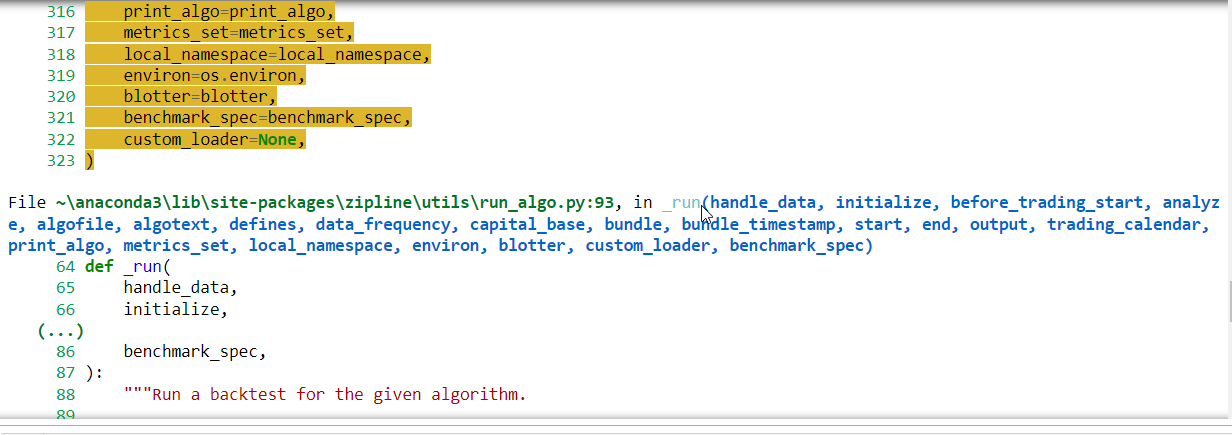 316     print_algo=print_algo,
317     metrics_set=metrics_set,
318     local_namespace=local_namespace,
319     environ=os.environ,
320     blotter=blotter,
321     benchmark_spec=benchmark_spec,
322     custom_loader=None,
323 )
File ~\anaconda3\lib\site-packages\zipline\utils\run_algo.py:93, in _run(handle_data, initialize, before_trading_start, analyz
e, algofile, algotext, defines, data_frequency, capital_base, bundle, bundle_timestamp, start, end, output, trading_calendar,
print_algo, metrics_set, local_namespace, environ, blotter, custom_loader, benchmark_spec)
64 def _run(
65     handle_data,
66     initialize,
(...)
86     benchmark_spec,
87 ):
88     """Run a backtest for the given algorithm.
89